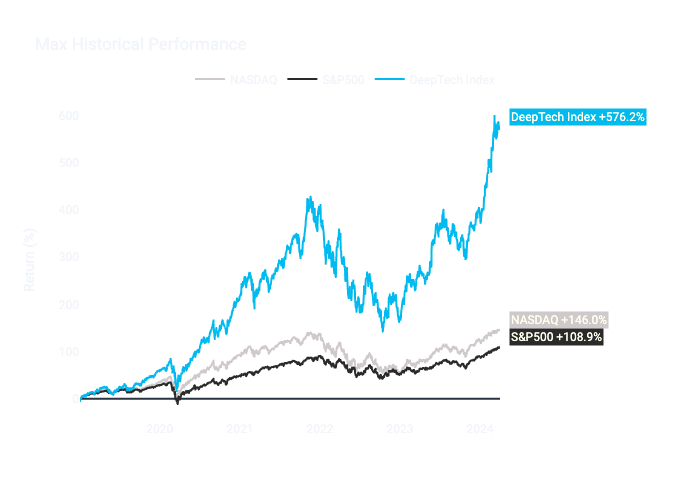 Max Historical Performance
NASDAQ S&P500 DeepTech Index
600
DeepTech Index +576.2%
500
400
Return (%)
300
200
NASDAQ +146.0%
S&P500 +108.9%
100
0
2020 2021 2022 2023 2024